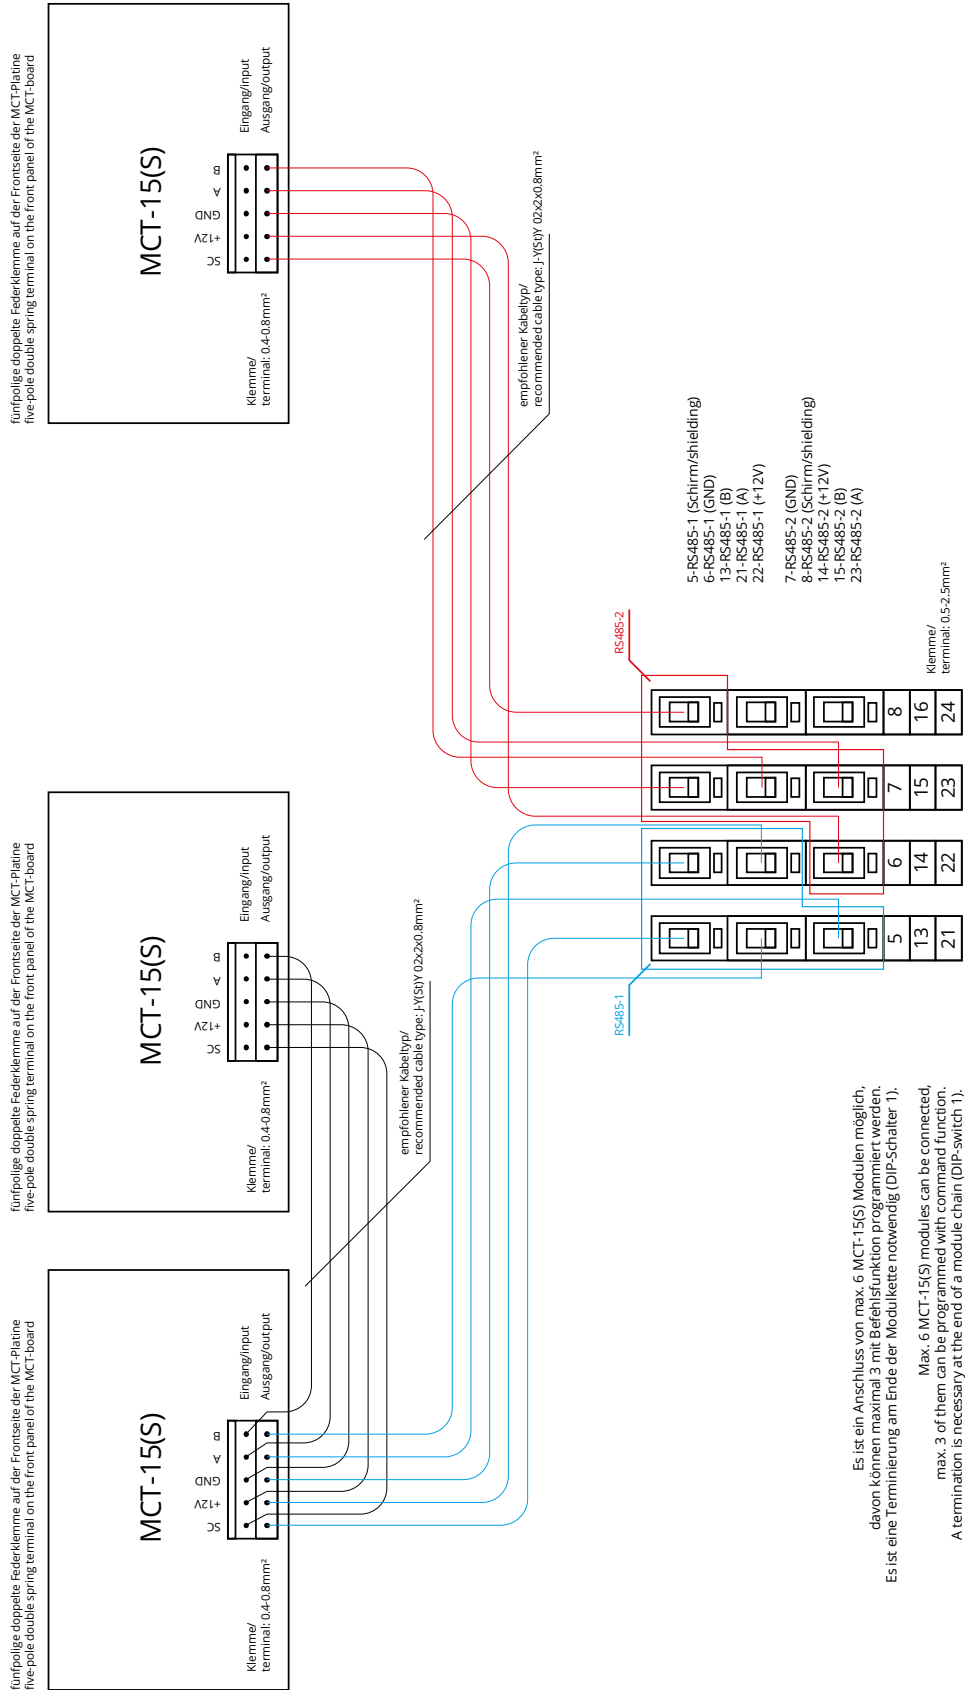 fünfpolige doppelte Federklemme auf der Frontseite der MCT-Platine
five-pole double spring terminal on the front panel of the MCT-board
MCT-15(S)
Klemme/
terminal: 0.4-0.8mm²
SC
+12V
GND
A
B
Eingang/input
Ausgang/output
fünfpolige doppelte Federklemme auf der Frontseite der MCT-Platine
five-pole double spring terminal on the front panel of the MCT-board
MCT-15(S)
Klemme/
terminal: 0.4-0.8mm²
SC
+12V
GND
A
B
Eingang/input
Ausgang/output
fünfpolige doppelte Federklemme auf der Frontseite der MCT-Platine
five-pole double spring terminal on the front panel of the MCT-board
MCT-15(S)
Klemme/
terminal: 0.4-0.8mm²
SC
+12V
GND
A
B
Eingang/input
Ausgang/output
empfohlener Kabeltyp/
recommended cable type: J-Y(St)Y 02x2x0.8mm²
empfohlener Kabeltyp/
recommended cable type: J-Y(St)Y 02x2x0.8mm²
RS485-1
RS485-2
5-RS485-1 (Schirm/shielding)
6-RS485-1 (GND)
13-RS485-1 (B)
21-RS485-1 (A)
22-RS485-1 (+12V)
7-RS485-2 (GND)
8-RS485-2 (Schirm/shielding)
14-RS485-2 (+12V)
15-RS485-2 (B)
23-RS485-2 (A)
5
6
7
8
13
14
15
16
21
22
23
24
Klemme/
terminal: 0.5-2.5mm²
Es ist ein Anschluss von max. 6 MCT-15(S) Modulen möglich,
davon können maximal 3 mit Befehlsfunktion programmiert werden.
Es ist eine Terminierung am Ende der Modulkette notwendig (DIP-Schalter 1).
Max. 6 MCT-15(S) modules can be connected,
max. 3 of them can be programmed with command function.
A termination is necessary at the end of a module chain (DIP-switch 1).